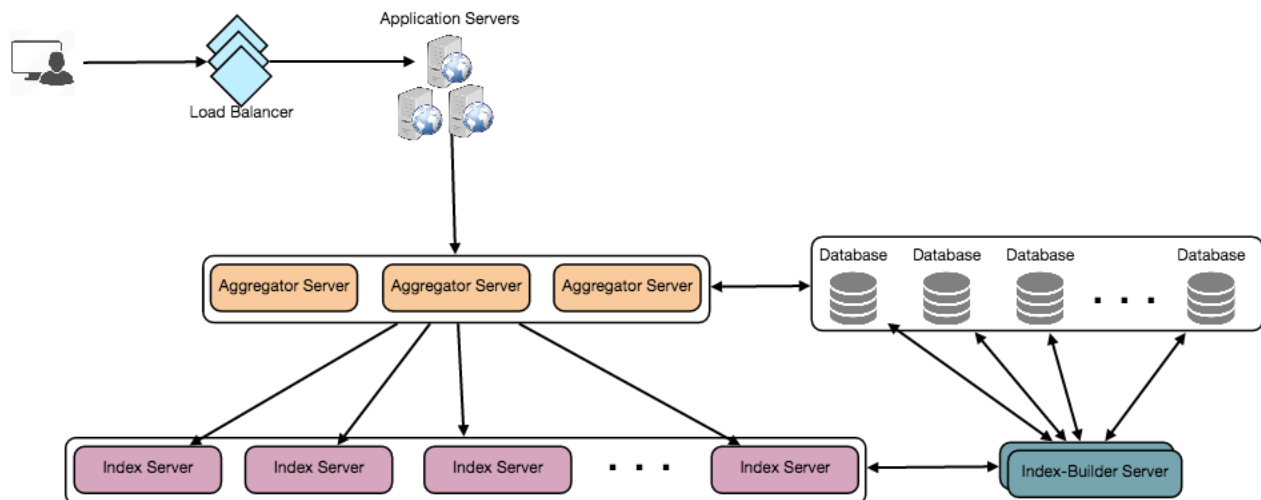 Application Servers
Load Balancer
Aggregator Server
Aggregator Server
Aggregator Server
Database
Database
Database
Database
Index Server
Index Server
Index Server
Index Server
Index-Builder Server